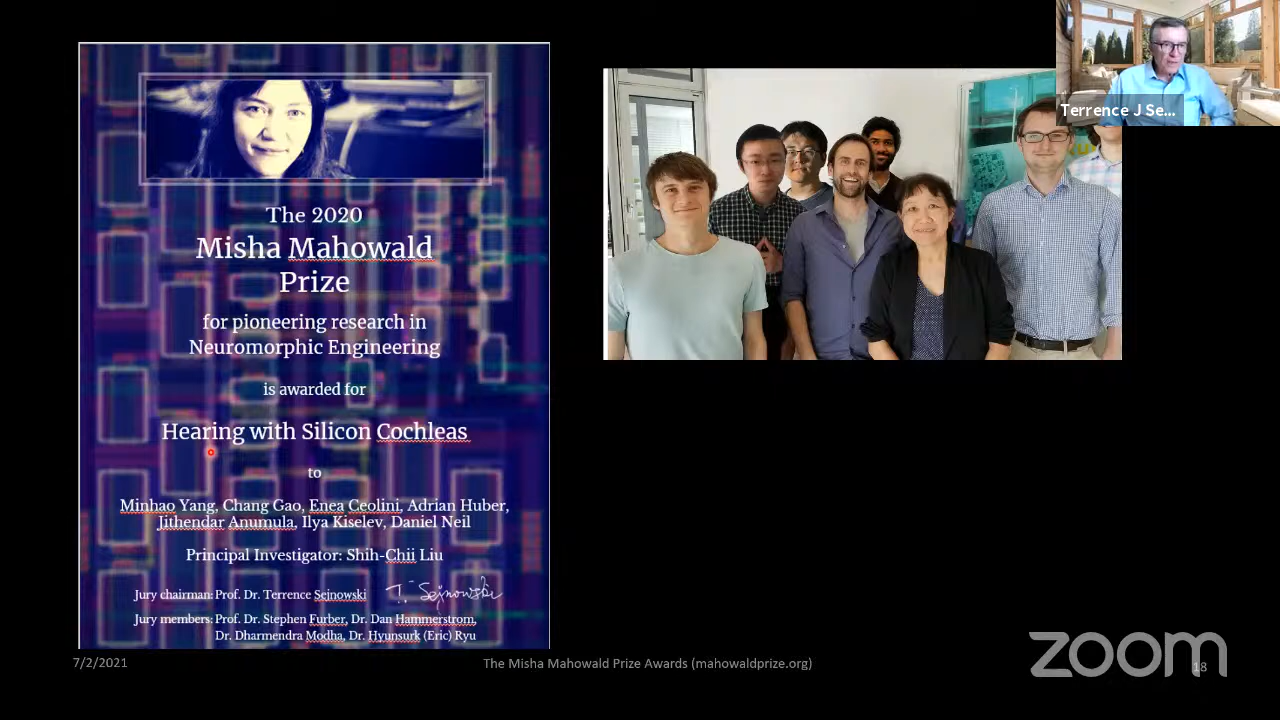 The 2020
Misha Mahowald
Prize
for pioneering research in
Neuromorphic Engineering
is awarded for
Hearing with Silicon Cochleas
to
Minhao Yang, Chang Gao, Enea Ceolini, Adrian Huber,
Jithendar Anumula, Ilya Kiselev, Daniel Neil
Principal Investigator: Shih-Chii Liu
Jury chairman: Prof. Dr. Terrence Sejnowski T. Sejnowski
Jury members: Prof. Dr. Stephen Furber, Dr. Dan Hammerstrom,
Dr. Dharmendra Modha, Dr. Hyunsurk (Eric) Ryu
Terrence J Se...
7/2/2021
The Misha Mahowald Prize Awards (mahowaldprize.org)
18
zoom